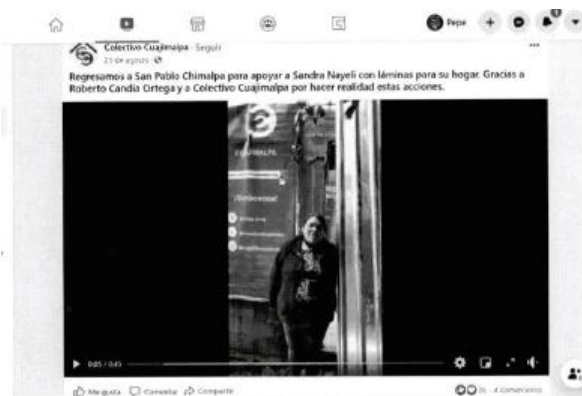 Pepe
Colectivo Cuajimalpa · Seguir
25 de agosto ·
Regresamos a San Pablo Chimalpa para apoyar a Sandra Nayeli con láminas para su hogar. Gracias a
Roberto Candia Ortega y a Colectivo Cuajimalpa por hacer realidad estas acciones.
CUAJIMALPA
0:05 / 0:45
Me gusta Comentar Compartir
4 comentarios